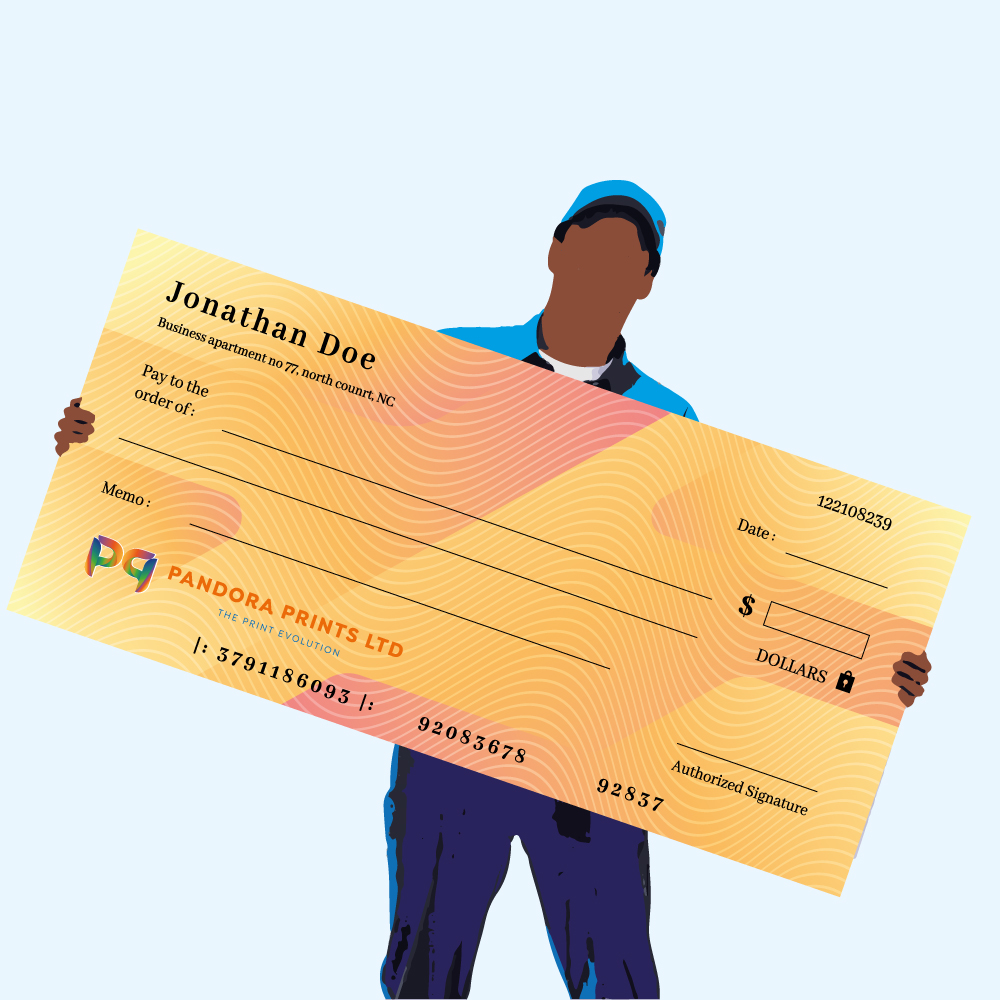 Jonathan Doe
Business apartment no 77, north counrt, NC
122108239
Pay to the
order of :
Date :
$
DOLLARS
Memo :
PANDORA PRINTS LTD
THE PRINT EVOLUTION
|: 3791186093 |:
92083678
92837
Authorized Signature